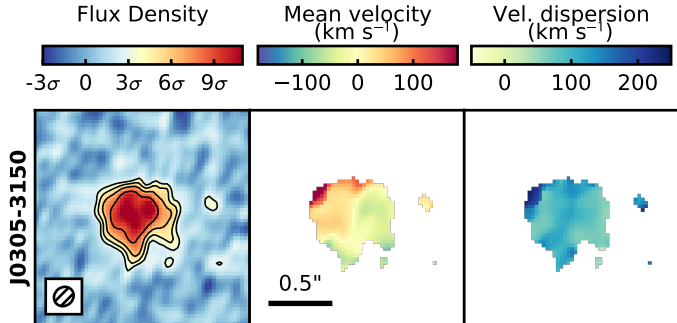 Flux Density
Mean velocity
(km s⁻¹)
Vel. dispersion
(km s⁻¹)
-3σ 0 3σ 6σ 9σ
−100 0 100
0 200
J0305-3150
0.5"